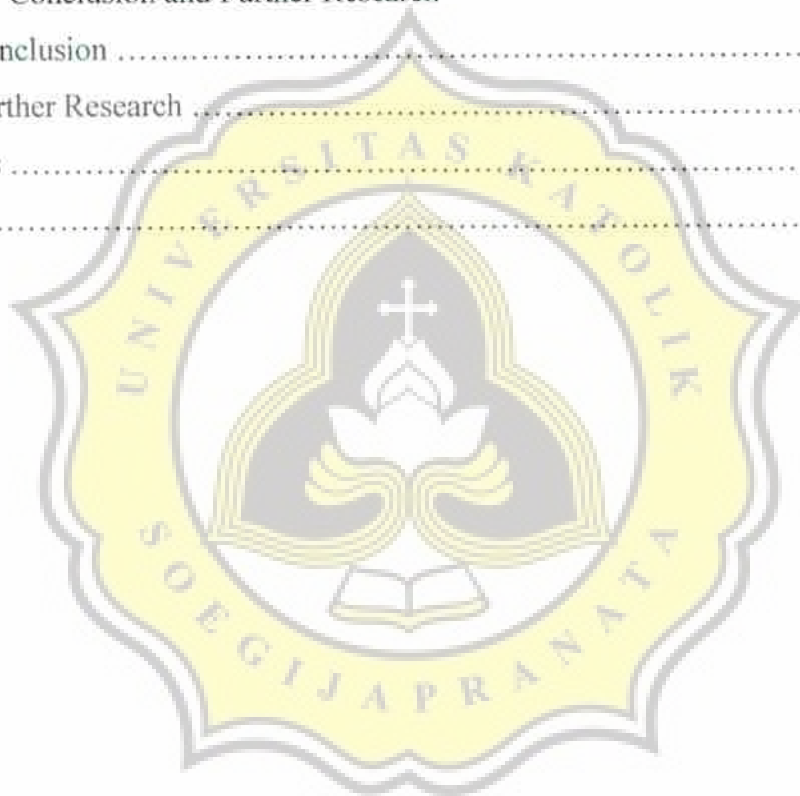 Conclusion and Further Research
nclusion ........................................
rther Research ........................................
........................................
........................................
UNIVERSITAS KATOLIK
SOEGIJAPRANATA